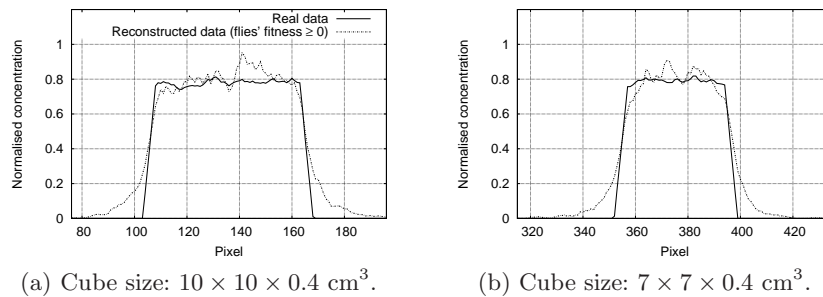 Real data
Reconstructed data (flies' fitness ≥ 0)
Normalised concentration
1
0.8
0.6
0.4
0.2
0
80 100 120 140 160 180
Pixel
(a) Cube size: 10 × 10 × 0.4 cm³.
Normalised concentration
1
0.8
0.6
0.4
0.2
0
320 340 360 380 400 420
Pixel
(b) Cube size: 7 × 7 × 0.4 cm³.